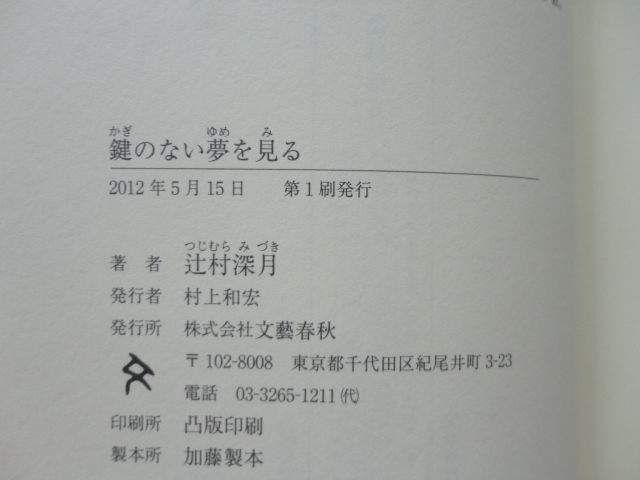 かぎ ゆめ み
鍵のない夢を見る
2012年5月15日 第1刷発行
つじむら み づき
著者 辻村深月
発行者 村上和宏
発行所 株式会社文藝春秋
〒102-8008 東京都千代田区紀尾井町3-23
電話 03-3265-1211㈹
印刷所 凸版印刷
製本所 加藤製本